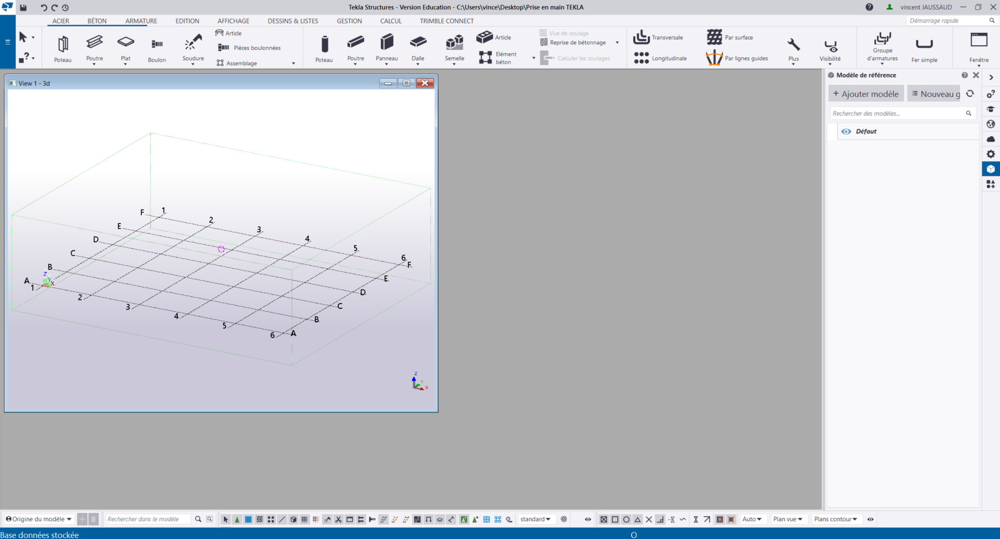 Tekla Structures - Version Education - C:\Users\vince\Desktop\Prise en main TEKLA
vincent JAUSSAUD
ACIER BÉTON ARMATURE EDITION AFFICHAGE DESSINS & LISTES GESTION CALCUL TRIMBLE CONNECT
Démarrage rapide
Poteau
Poutre
Plat
Boulon
Soudure
Article
Pièces boulonnées
Assemblage
Poteau
Poutre
Panneau
Dalle
Semelle
Article
Elément
béton
Vue de coulage
Reprise de bétonnage
Calculer les coulages
Transversale
Longitudinale
Par surface
Par lignes guides
Plus
Visibilité
Groupe
d'armatures
Fer simple
Fenêtre
View 1 - 3d
F 1
2
E
3
D
4
C
5
6
B
F
Z
A
Y
E
1
X
2
D
3
C
4
B
5
6 A
Z
Y
X
Modèle de référence
+ Ajouter modèle
Nouveau g
Rechercher des modèles...
Défaut
Origine du modèle
Rechercher dans le modèle
standard
Auto
Plan vue
Plans contour
Base données stockée
O